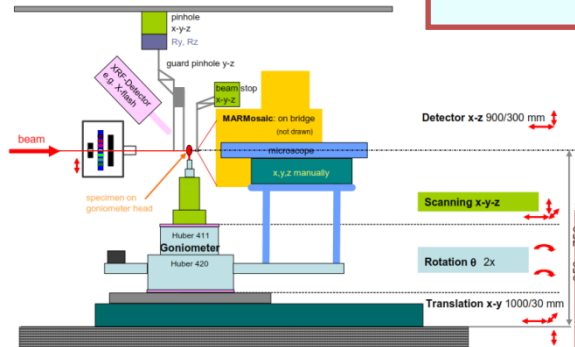 pinhole
x-y-z
Ry, Rz
guard pinhole y-z
XRF-Detector
e.g. X-flash
beam stop
x-y-z
MARMosaic: on bridge
(not drawn)
Detector x-z 900/300 mm
beam
microscope
x,y,z manually
specimen on
goniometer head
Scanning x-y-z
Huber 411
Goniometer
Huber 420
Rotation θ 2x
Translation x-y 1000/30 mm